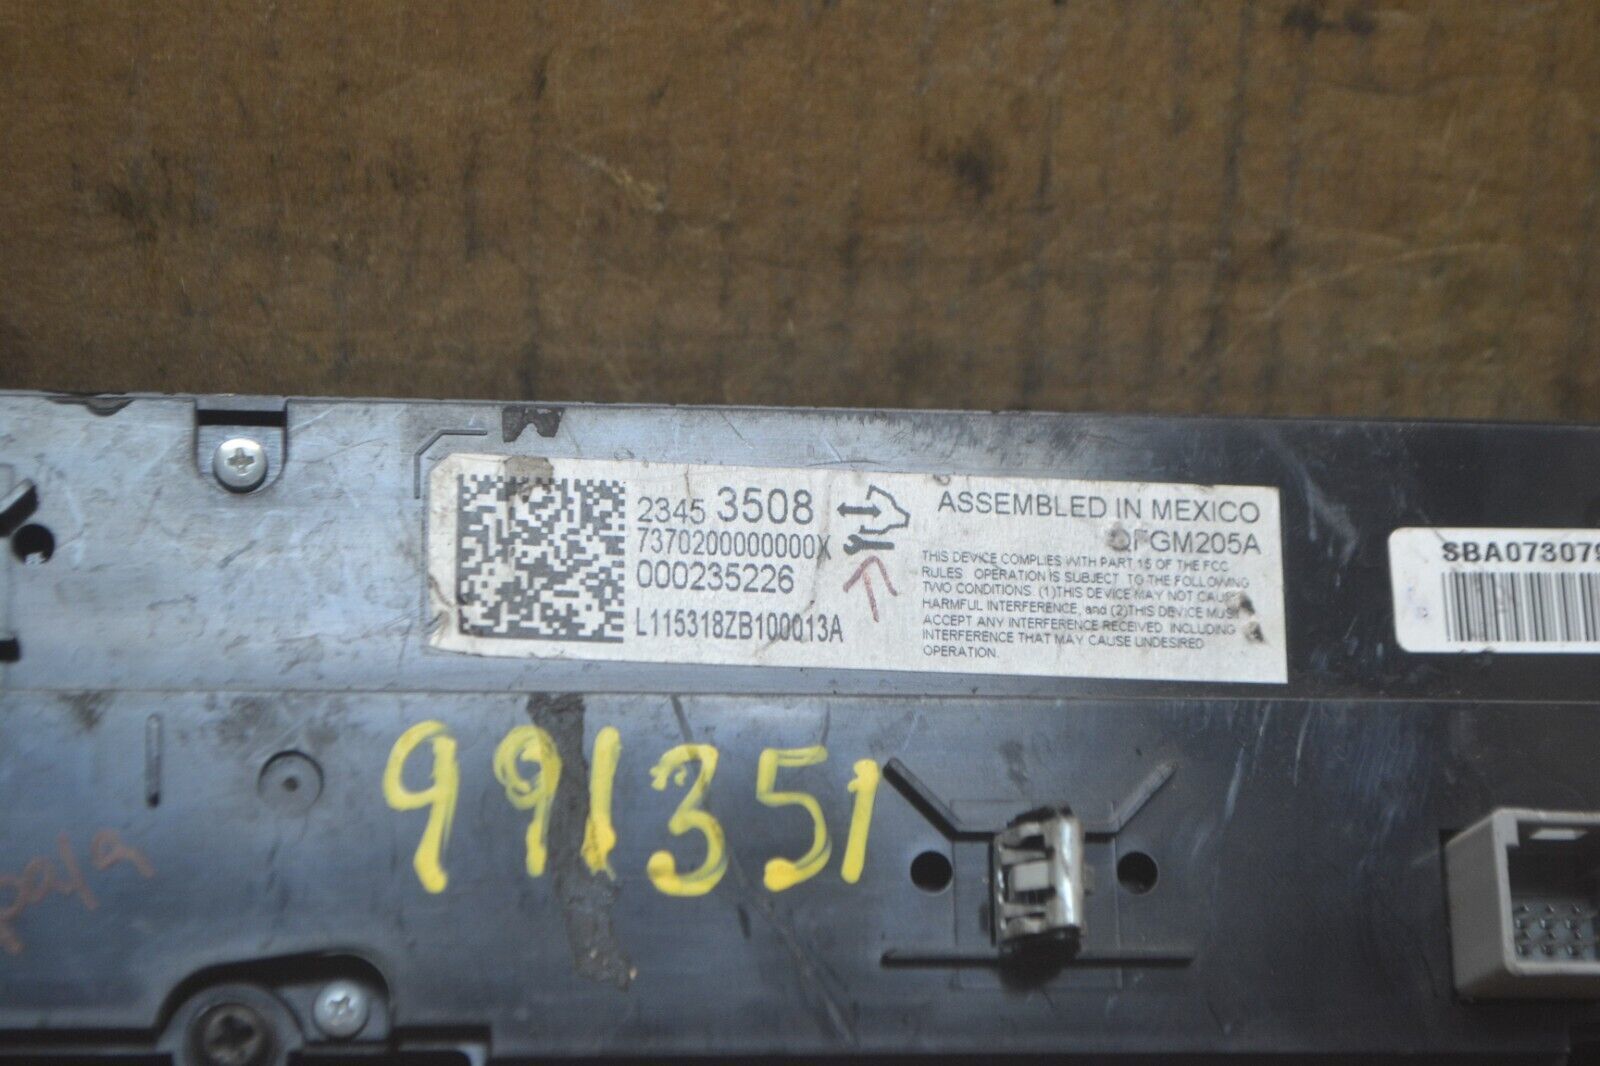 2345 3508
7370200000000X
000235226
L115318ZB100013A
ASSEMBLED IN MEXICO
QFGM205A
THIS DEVICE COMPLIES WITH PART 15 OF THE FCC
RULES OPERATION IS SUBJECT TO THE FOLLOWING
TWO CONDITIONS. (1)THIS DEVICE MAY NOT CAUSE
HARMFUL INTERFERENCE, and (2)THIS DEVICE MUST
ACCEPT ANY INTERFERENCE RECEIVED INCLUDING
INTERFERENCE THAT MAY CAUSE UNDESIRED
OPERATION.
SBA073079
991351